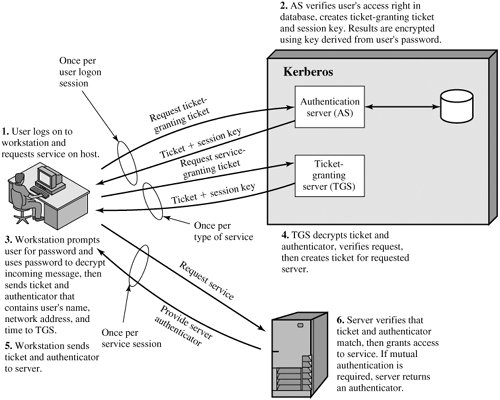 2. AS verifies user's access right in
database, creates ticket-granting ticket
and session key. Results are encrypted
using key derived from user's password.
Once per
user logon
session
Kerberos
Request ticket-
granting ticket
Authentication
server (AS)
1. User logs on to
workstation and
requests service on host.
Ticket + session key
Request service-
granting ticket
Ticket-
granting
server (TGS)
Ticket + session key
3. Workstation prompts
user for password and
uses password to decrypt
incoming message, then
sends ticket and
authenticator that
contains user's name,
network address, and
time to TGS.
Once per
type of service
4. TGS decrypts ticket and
authenticator, verifies request,
then creates ticket for requested
server.
Request service
Provide server
authenticator
Once per
service session
5. Workstation sends
ticket and authenticator
to server.
6. Server verifies that
ticket and authenticator
match, then grants access
to service. If mutual
authentication is
required, server returns
an authenticator.